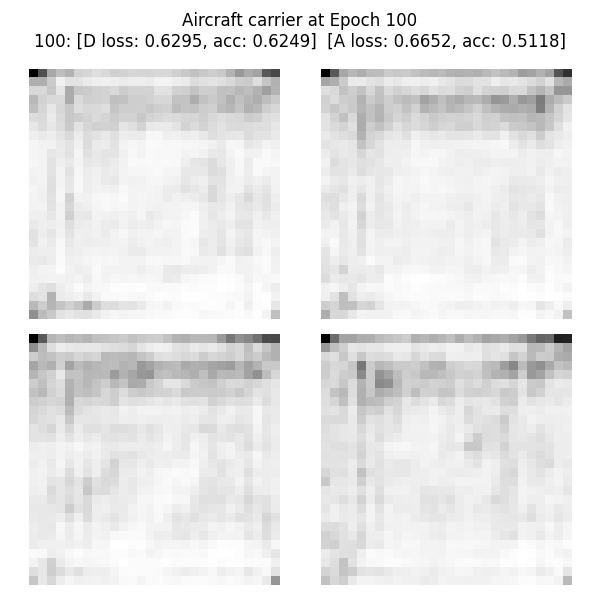 Aircraft carrier at Epoch 100
100: [D loss: 0.6295, acc: 0.6249]  [A loss: 0.6652, acc: 0.5118]